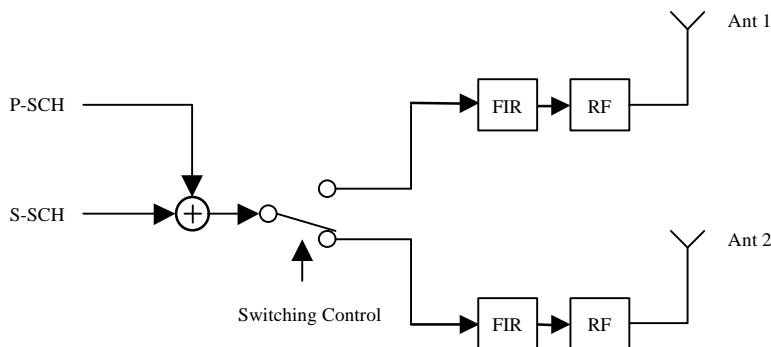 Ant 1
P-SCH
FIR
RF
S-SCH
Ant 2
Switching Control
FIR
RF